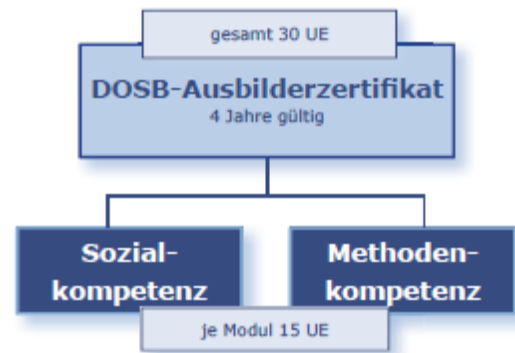 gesamt 30 UE
DOSB-Ausbilderzertifikat
4 Jahre gültig
Sozial-
kompetenz
Methoden-
kompetenz
je Modul 15 UE